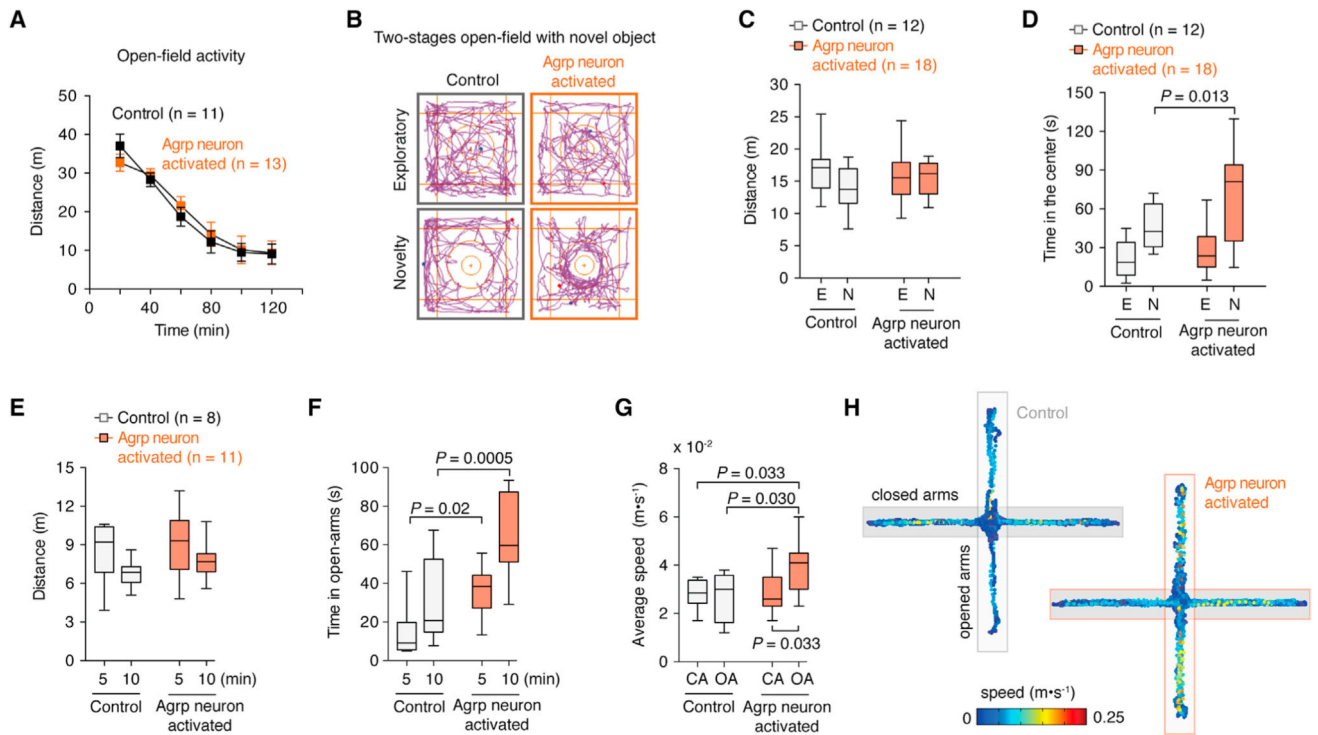 A
Open-field activity
50
40
30
20
10
0
Distance (m)
Control (n = 11)
Agrp neuron
activated (n = 13)
0
40
80
120
Time (min)
B
Two-stages open-field with novel object
Control
Agrp neuron
activated
Exploratory
Novelty
C
Control (n = 12)
Agrp neuron
activated (n = 18)
30
25
20
15
10
5
0
Distance (m)
E
N
E
N
Control
Agrp neuron
activated
D
Control (n = 12)
Agrp neuron
activated (n = 18)
150
120
90
60
30
0
Time in the center (s)
P = 0.013
E
N
E
N
Control
Agrp neuron
activated
E
Control (n = 8)
Agrp neuron
activated (n = 11)
15
12
9
6
3
0
Distance (m)
5
10
5
10 (min)
Control
Agrp neuron
activated
F
100
80
60
40
20
0
Time in open-arms (s)
P = 0.0005
P = 0.02
5
10
5
10 (min)
Control
Agrp neuron
activated
G
x 10⁻²
8
6
4
2
0
Average speed (m•s⁻¹)
P = 0.033
P = 0.030
P = 0.033
CA
OA
CA
OA
Control
Agrp neuron
activated
H
Control
closed arms
opened arms
Agrp neuron
activated
speed (m•s⁻¹)
0
0.25